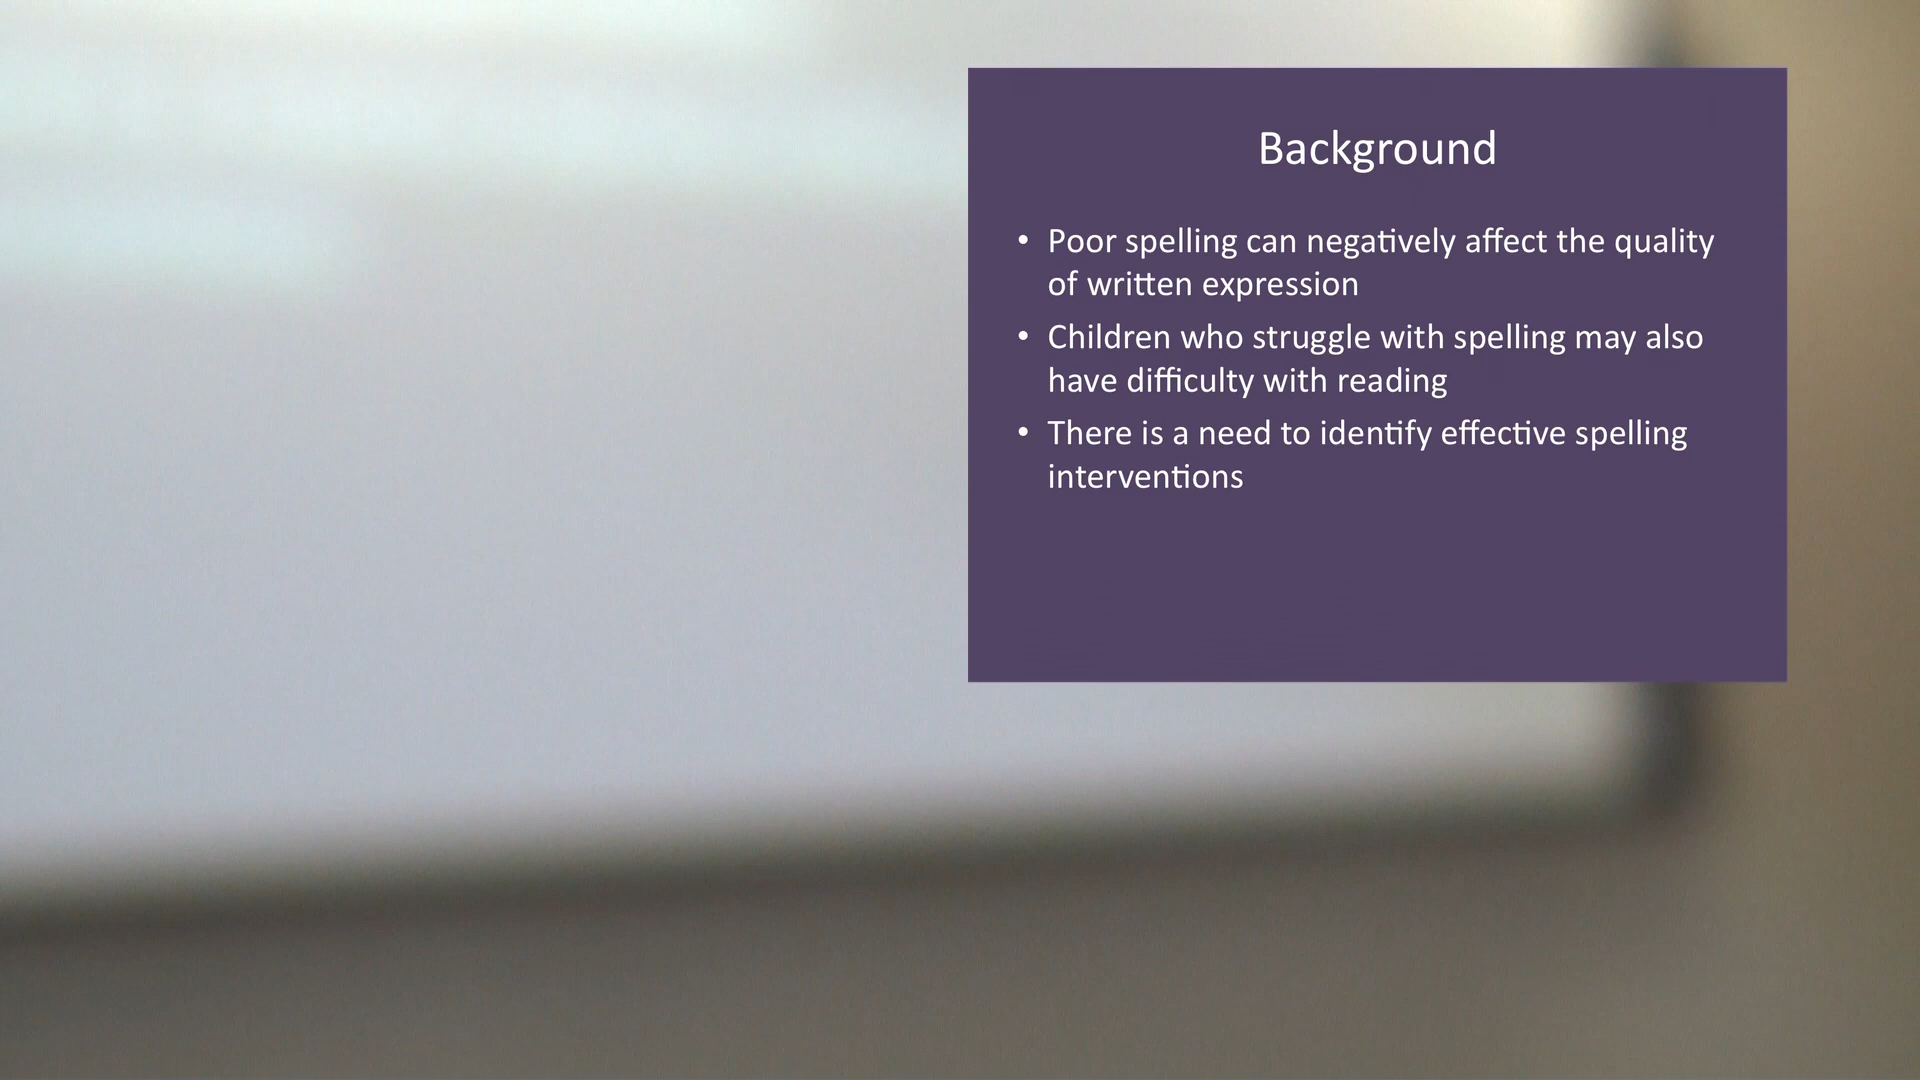 Background
• Poor spelling can negatively affect the quality
of written expression
• Children who struggle with spelling may also
have difficulty with reading
• There is a need to identify effective spelling
interventions